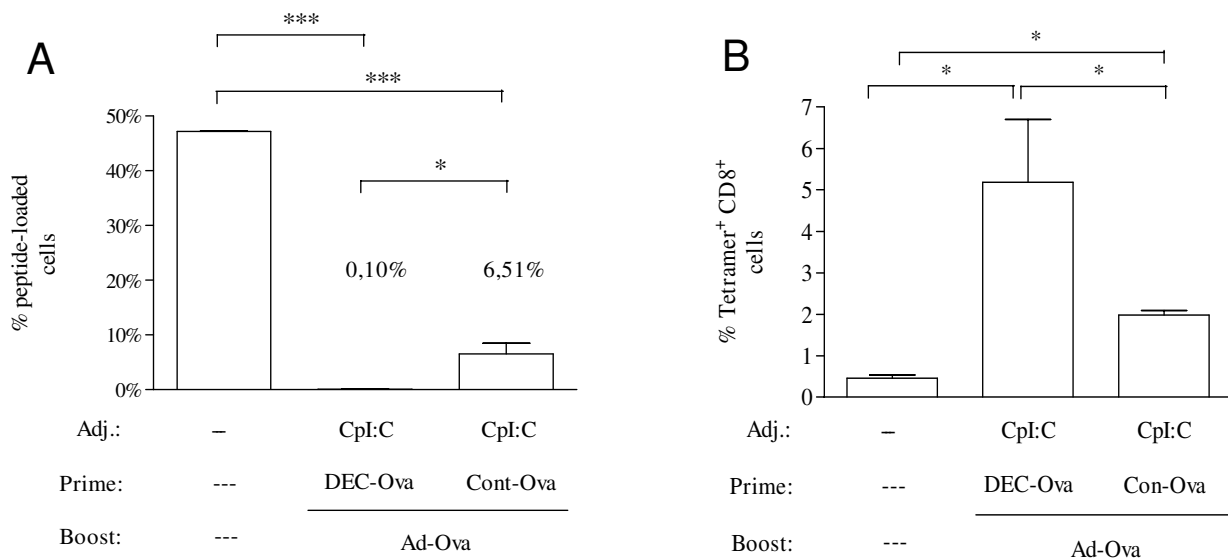 A
***
***
*
50%
40%
30%
20%
10%
0%
% peptide-loaded
cells
0,10%
6,51%
Adj.: – CpI:C CpI:C
Prime: --- DEC-Ova Cont-Ova
Boost: --- Ad-Ova
B
*
*
*
7
6
5
4
3
2
1
0
% Tetramer⁺ CD8⁺
cells
Adj.: – CpI:C CpI:C
Prime: --- DEC-Ova Con-Ova
Boost: --- Ad-Ova